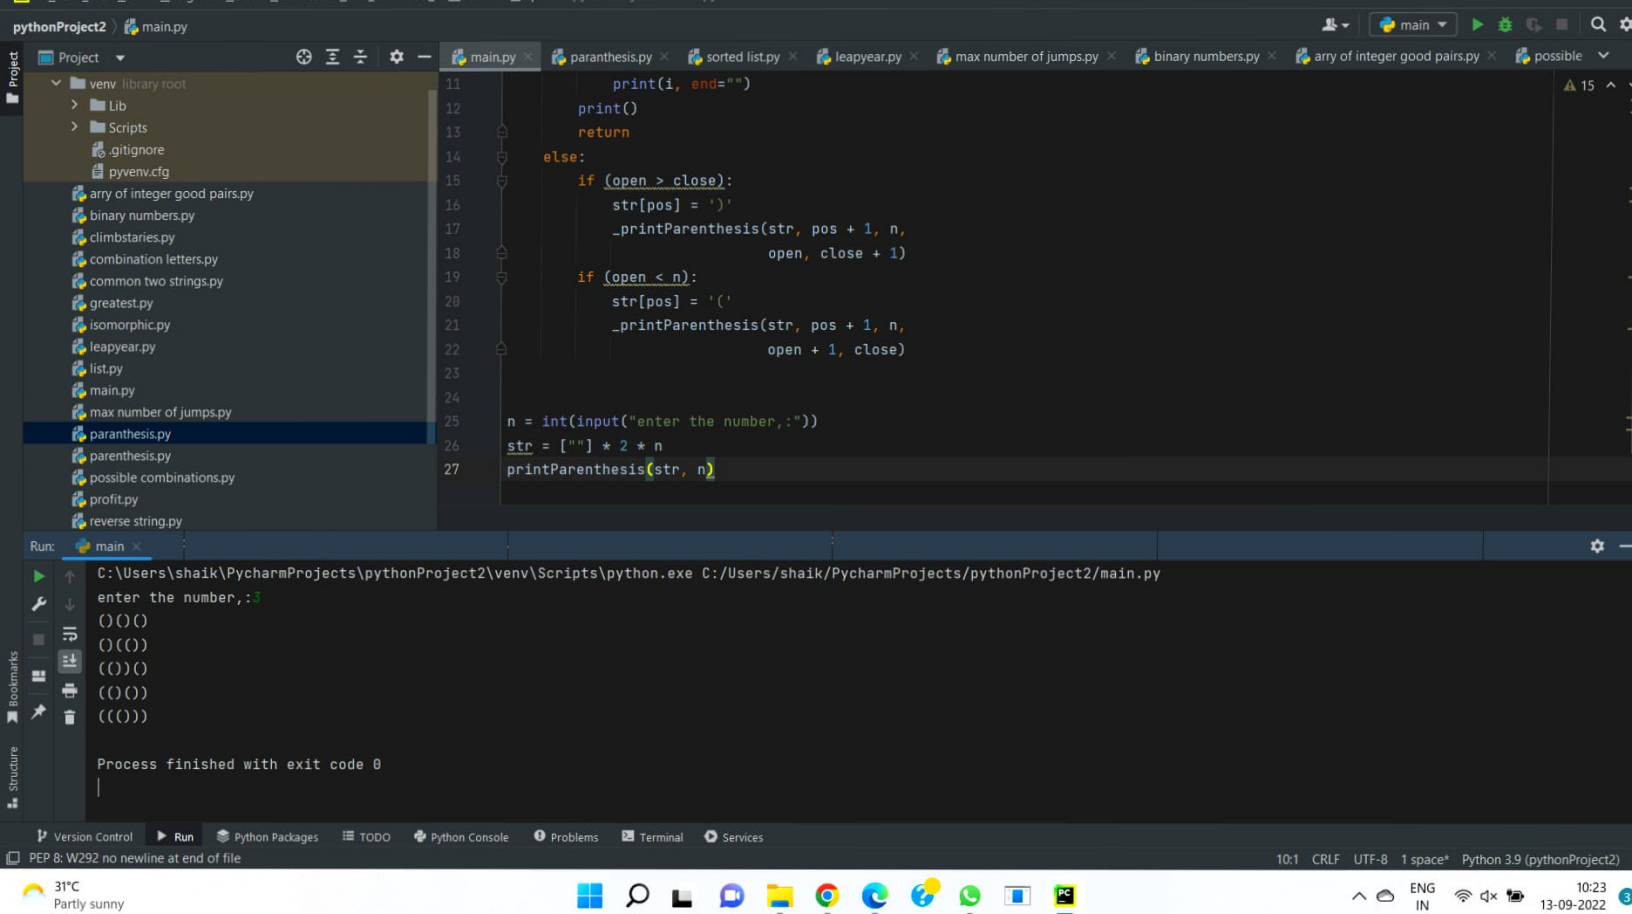 pythonProject2 〉 main.py
main
Project
main.py
paranthesis.py
sorted list.py
leapyear.py
max number of jumps.py
binary numbers.py
arry of integer good pairs.py
possible
Project
venv library root
Lib
Scripts
.gitignore
pyvenv.cfg
arry of integer good pairs.py
binary numbers.py
climbstaries.py
combination letters.py
common two strings.py
greatest.py
isomorphic.py
leapyear.py
list.py
main.py
max number of jumps.py
paranthesis.py
parenthesis.py
possible combinations.py
profit.py
reverse string.py
15
11 print(i, end="")
12 print()
13 return
14 else:
15 if (open > close):
16 str[pos] = ')'
17 _printParenthesis(str, pos + 1, n,
18 open, close + 1)
19 if (open < n):
20 str[pos] = '('
21 _printParenthesis(str, pos + 1, n,
22 open + 1, close)
23
24
25 n = int(input("enter the number,:"))
26 str = [""] * 2 * n
27 printParenthesis(str, n)
Run: main
C:\Users\shaik\PycharmProjects\pythonProject2\venv\Scripts\python.exe C:/Users/shaik/PycharmProjects/pythonProject2/main.py
enter the number,:3
()()()
()(())
(())()
(()())
((()))
Process finished with exit code 0
Bookmarks
Structure
Version Control Run Python Packages TODO Python Console Problems Terminal Services
PEP 8: W292 no newline at end of file
10:1 CRLF UTF-8 1 space* Python 3.9 (pythonProject2)
31°C
Partly sunny
PC
ENG
IN
10:23
13-09-2022
3